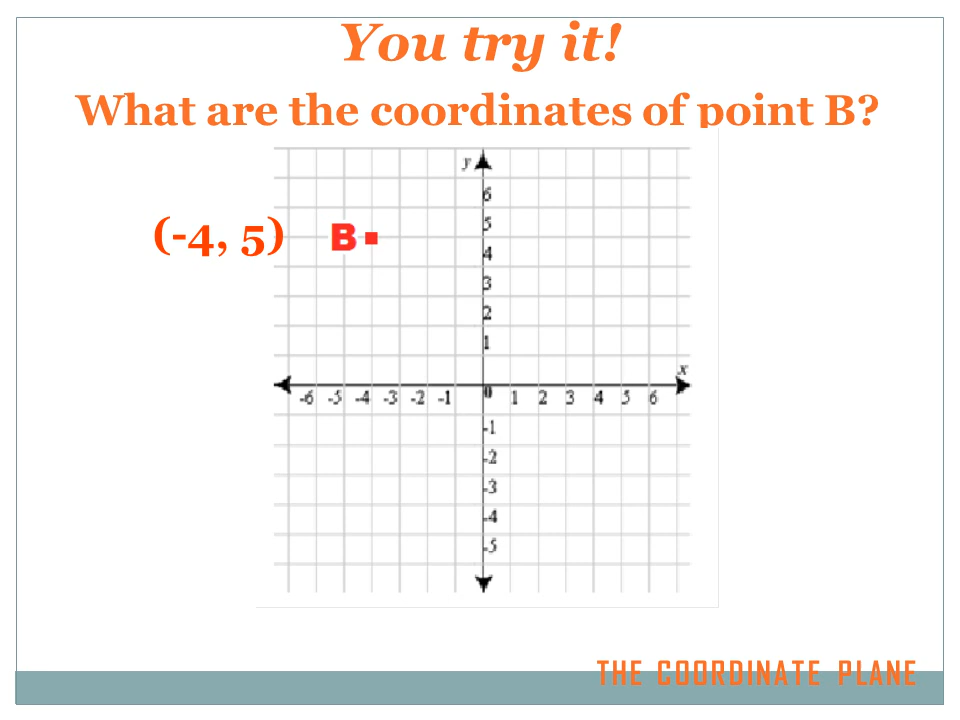 You try it!
What are the coordinates of point B?
y
6
5
(-4, 5) B
4
3
2
1
x
-6 -5 -4 -3 -2 -1 0 1 2 3 4 5 6
-1
-2
-3
-4
-5
THE COORDINATE PLANE